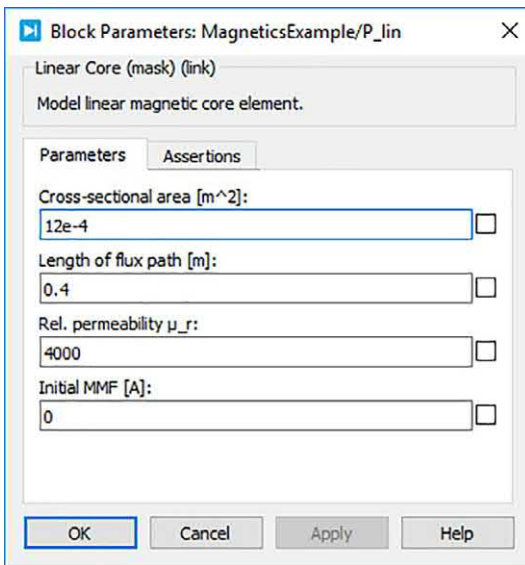 Block Parameters: MagneticsExample/P_lin
Linear Core (mask) (link)
Model linear magnetic core element.
Parameters
Assertions
Cross-sectional area [m^2]:
12e-4
Length of flux path [m]:
0.4
Rel. permeability μ_r:
4000
Initial MMF [A]:
0
OK
Cancel
Apply
Help